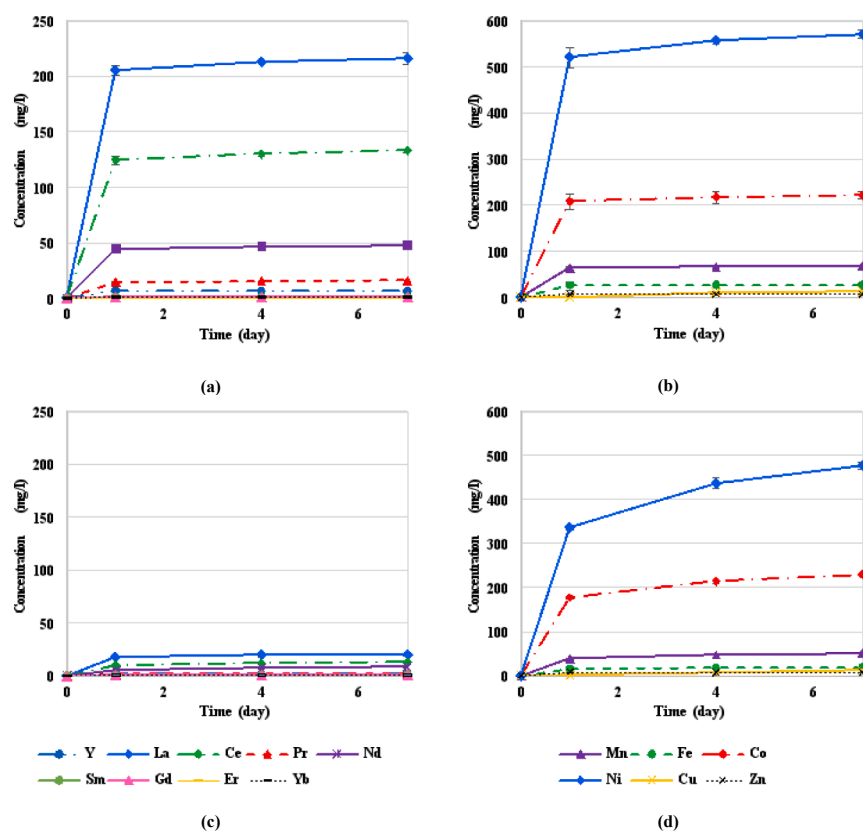 250
200
150
100
50
0
Concentration (mg/l)
0 2 4 6
Time (day)
(a)
600
500
400
300
200
100
0
Concentration (mg/l)
0 2 4 6
Time (day)
(b)
250
200
150
100
50
0
Concentration (mg/l)
0 2 4 6
Time (day)
Y La Ce Pr Nd
Sm Gd Er Yb
(c)
600
500
400
300
200
100
0
Concentration (mg/l)
0 2 4 6
Time (day)
Mn Fe Co
Ni Cu Zn
(d)